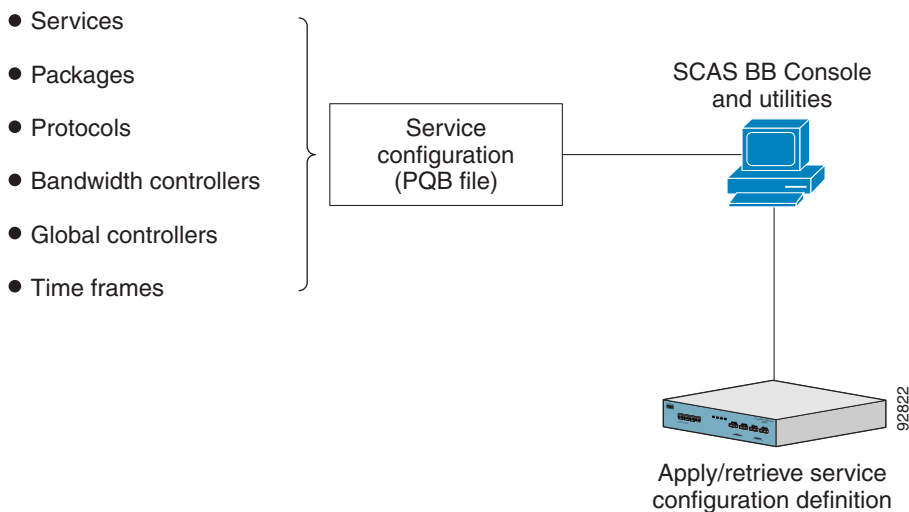 Services
Packages
Protocols
Bandwidth controllers
Global controllers
Time frames
Service
configuration
(PQB file)
SCAS BB Console
and utilities
92822
Apply/retrieve service
configuration definition